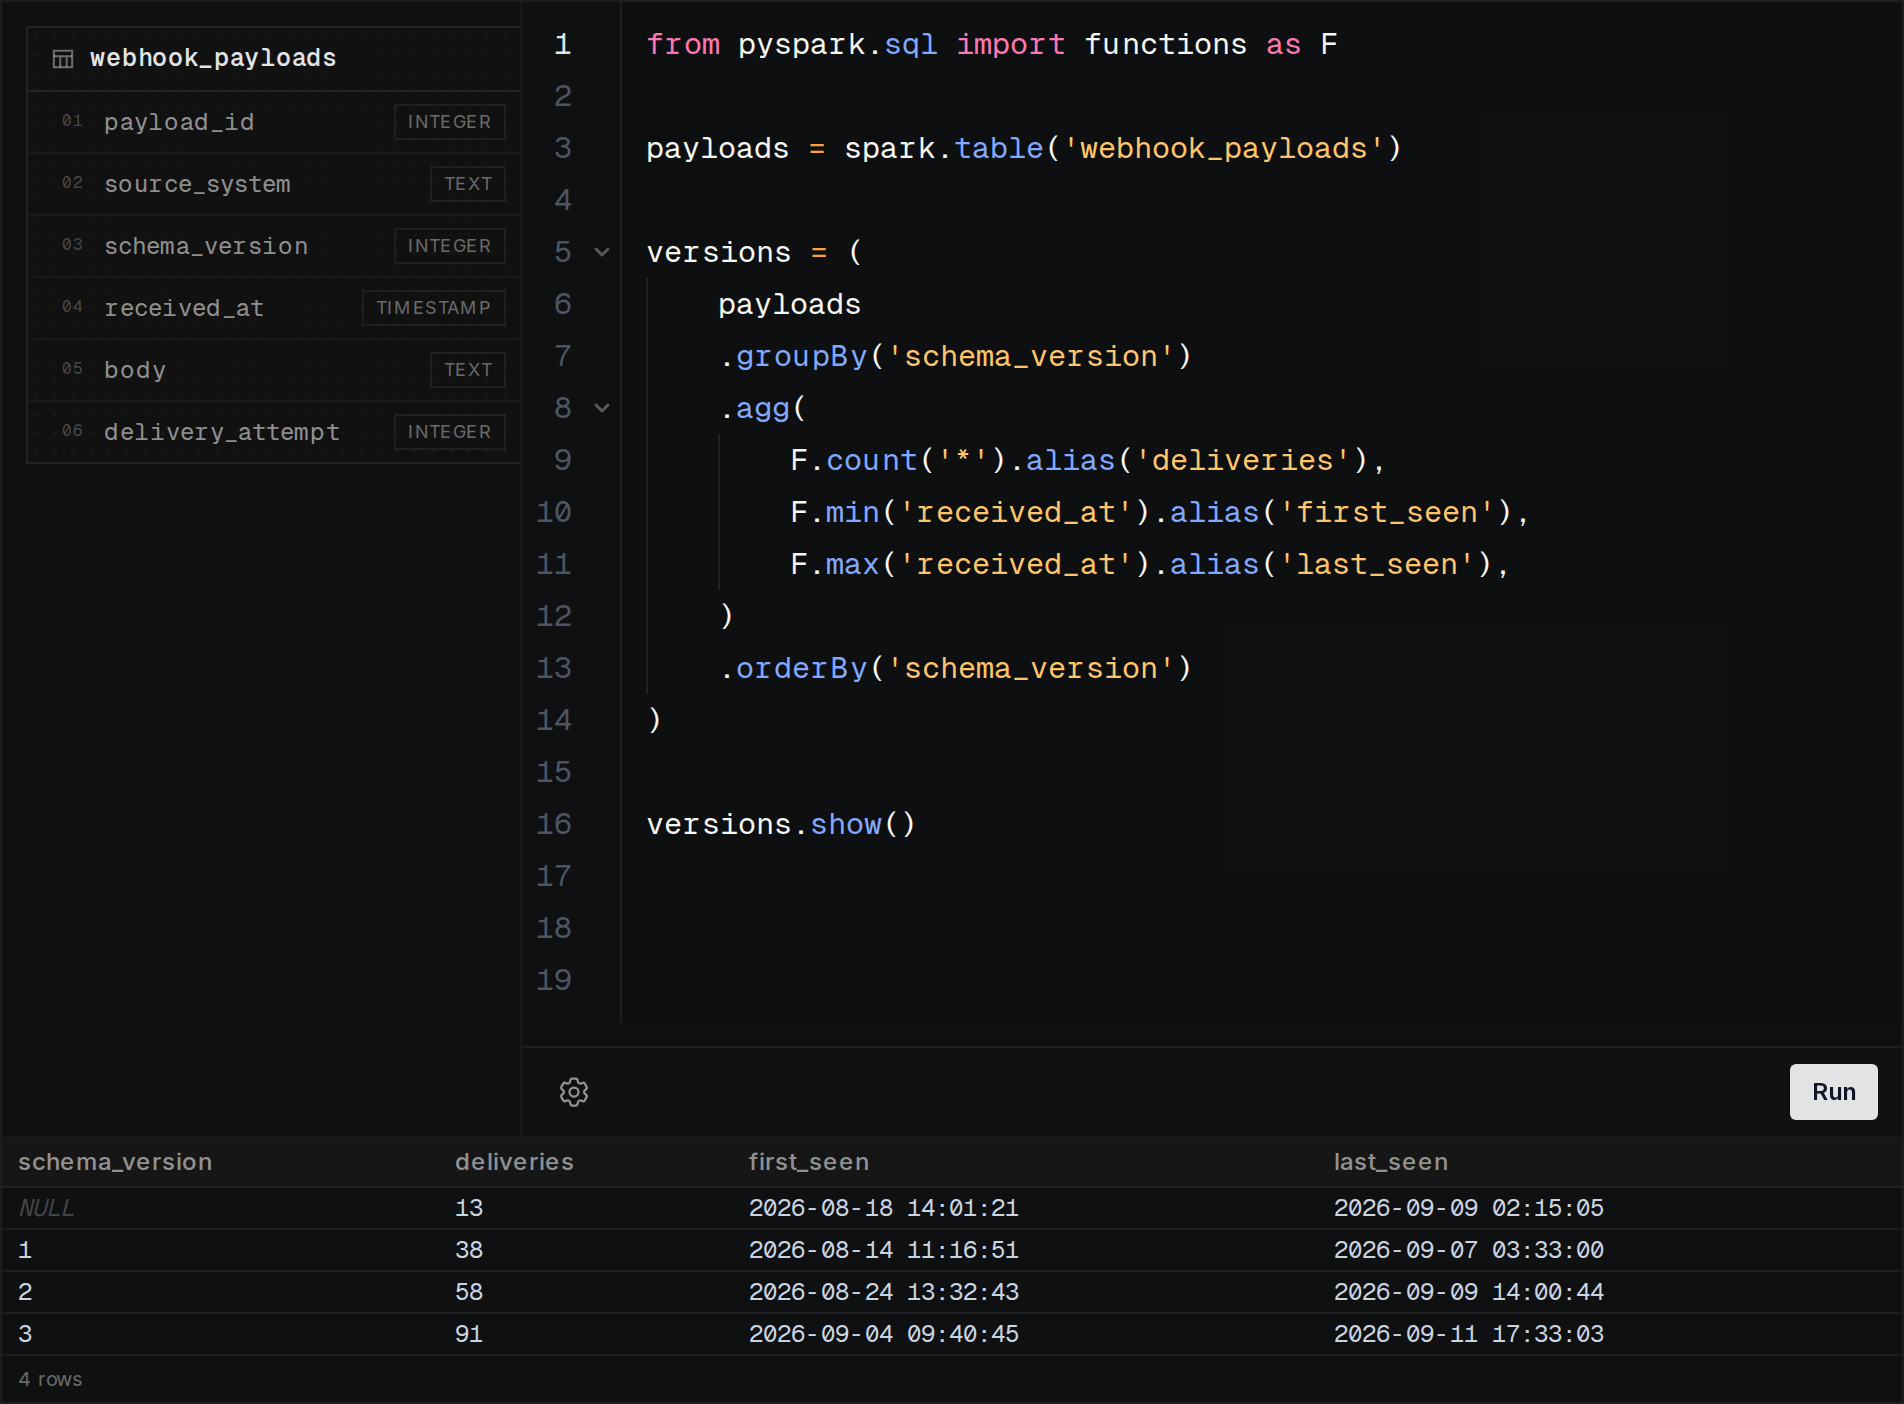 webhook_payloads
01 payload_id INTEGER
02 source_system TEXT
03 schema_version INTEGER
04 received_at TIMESTAMP
05 body TEXT
06 delivery_attempt INTEGER
1 from pyspark.sql import functions as F
2
3 payloads = spark.table('webhook_payloads')
4
5 versions = (
6     payloads
7     .groupBy('schema_version')
8     .agg(
9         F.count('*').alias('deliveries'),
10         F.min('received_at').alias('first_seen'),
11         F.max('received_at').alias('last_seen'),
12     )
13     .orderBy('schema_version')
14 )
15
16 versions.show()
17
18
19
Run
schema_version deliveries first_seen last_seen
NULL 13 2026-08-18 14:01:21 2026-09-09 02:15:05
1 38 2026-08-14 11:16:51 2026-09-07 03:33:00
2 58 2026-08-24 13:32:43 2026-09-09 14:00:44
3 91 2026-09-04 09:40:45 2026-09-11 17:33:03
4 rows